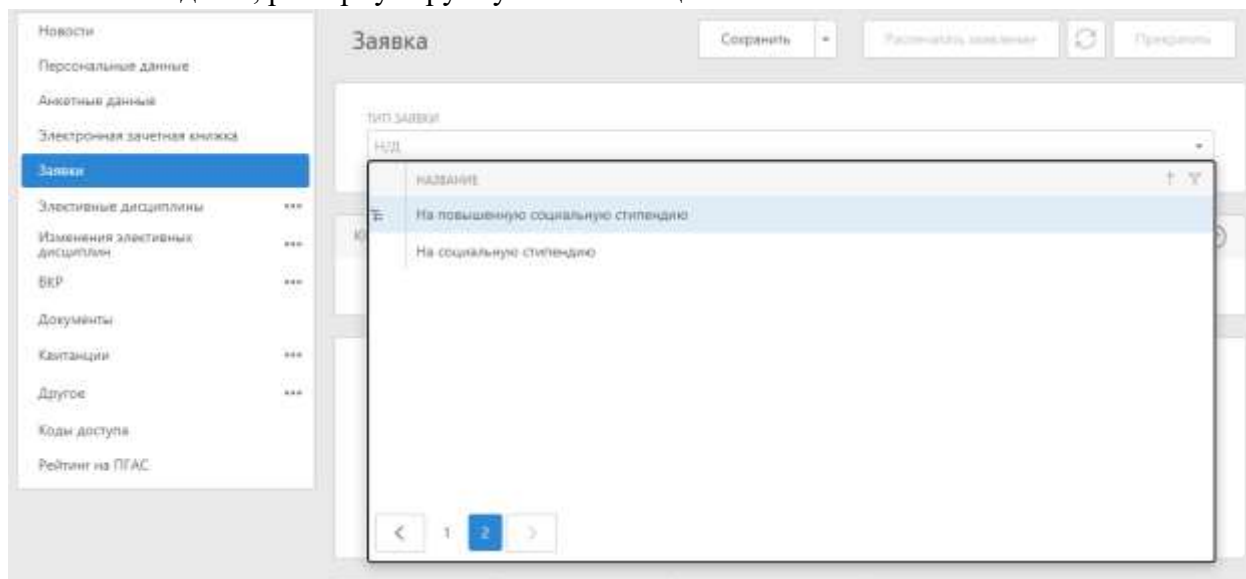 Новости
Персональные данные
Анкетные данные
Электронная зачетная книжка
Заявки
Элективные дисциплины
Изменения элективных
дисциплин
ВКР
Документы
Квитанции
Другое
Коды доступа
Рейтинг на ПГАС
Заявка
Сохранить
Распечатать заявление
Прекратить
ТИП ЗАЯВКИ
Н/Д
НАЗВАНИЕ
На повышенную социальную стипендию
На социальную стипендию
1 2